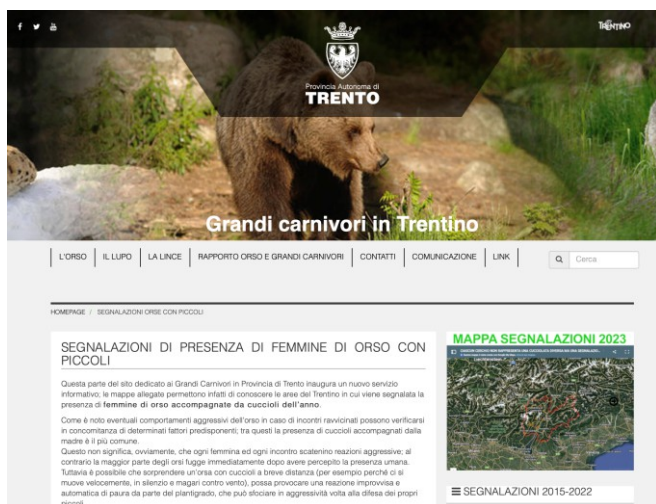 TRENTINO
Provincia Autonoma di
TRENTO
Grandi carnivori in Trentino
L'ORSO
IL LUPO
LA LINCE
RAPPORTO ORSO E GRANDI CARNIVORI
CONTATTI
COMUNICAZIONE
LINK
Cerca
HOMEPAGE / SEGNALAZIONI ORSE CON PICCOLI
SEGNALAZIONI DI PRESENZA DI FEMMINE DI ORSO CON
PICCOLI
Questa parte del sito dedicato ai Grandi Carnivori in Provincia di Trento inaugura un nuovo servizio
informativo; le mappe allegate permettono infatti di conoscere le aree del Trentino in cui viene segnalata la
presenza di femmine di orso accompagnate da cuccioli dell'anno.
Come è noto eventuali comportamenti aggressivi dell'orso in caso di incontri ravvicinati possono verificarsi
in concomitanza di determinati fattori predisponenti; tra questi la presenza di cuccioli accompagnati dalla
madre è il più comune.
Questo non significa, ovviamente, che ogni femmina ed ogni incontro scatenino reazioni aggressive; al
contrario la maggior parte degli orsi fugge immediatamente dopo avere percepito la presenza umana.
Tuttavia è possibile che sorprendere un'orsa con cuccioli a breve distanza (per esempio perché ci si
muove velocemente, in silenzio e magari contro vento), possa provocare una reazione improvvisa e
automatica di paura da parte del plantigrado, che può sfociare in aggressività volta alla difesa dei propri
piccoli.
MAPPA SEGNALAZIONI 2023
SEGNALAZIONI 2015-2022